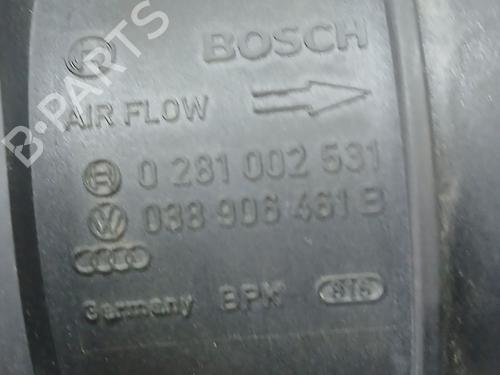 BOSCH
AIR FLOW
0 281 002 531
038 906 461 B
Germany BPK
B-PARTS